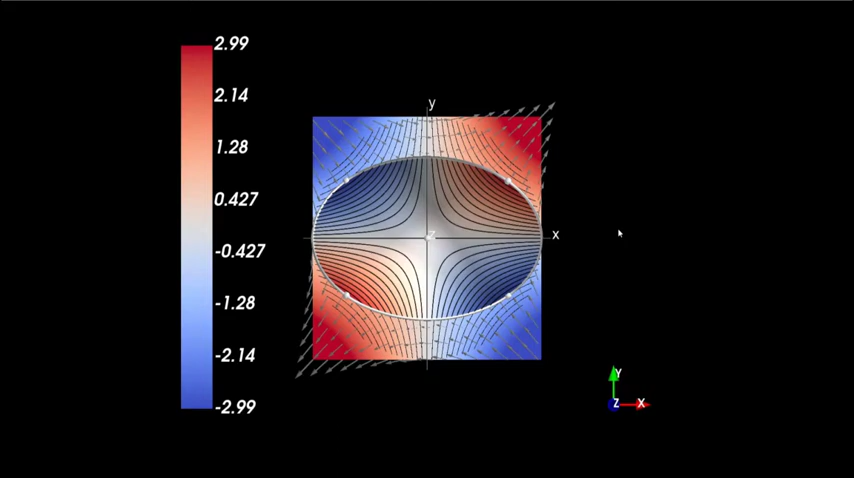 2.99
2.14
1.28
0.427
-0.427
-1.28
-2.14
-2.99
y
x
z
Y
Z
X